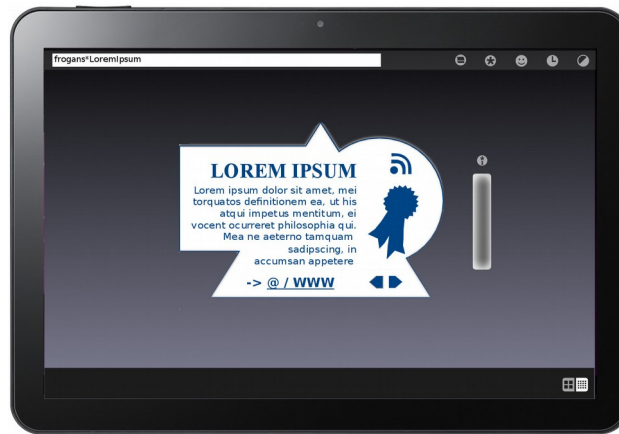 frogans*LoremIpsum
LOREM IPSUM
Lorem ipsum dolor sit amet, mei
torquatos definitionem ea, ut his
atqui impetus mentitum, ei
vocent ocurreret philosophia qui.
Mea ne aeterno tamquam
sadipscing, in
accumsan appetere
-> @ / WWW